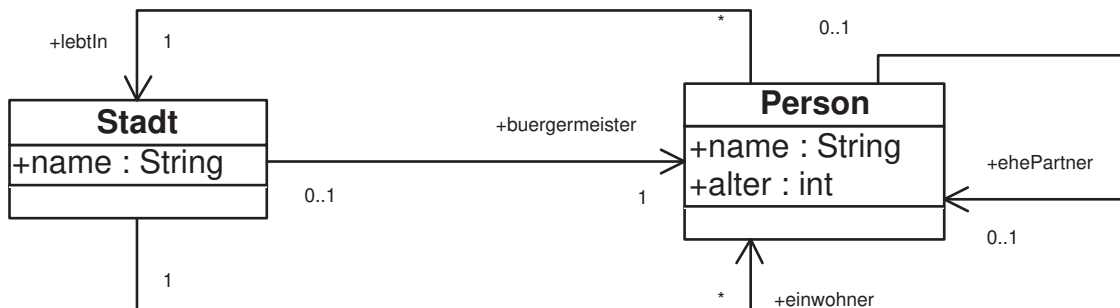 * 0..1
+lebtIn 1
Stadt
+name : String
+buergermeister
0..1 1
Person
+name : String
+alter : int
+ehePartner
0..1
1 * +einwohner